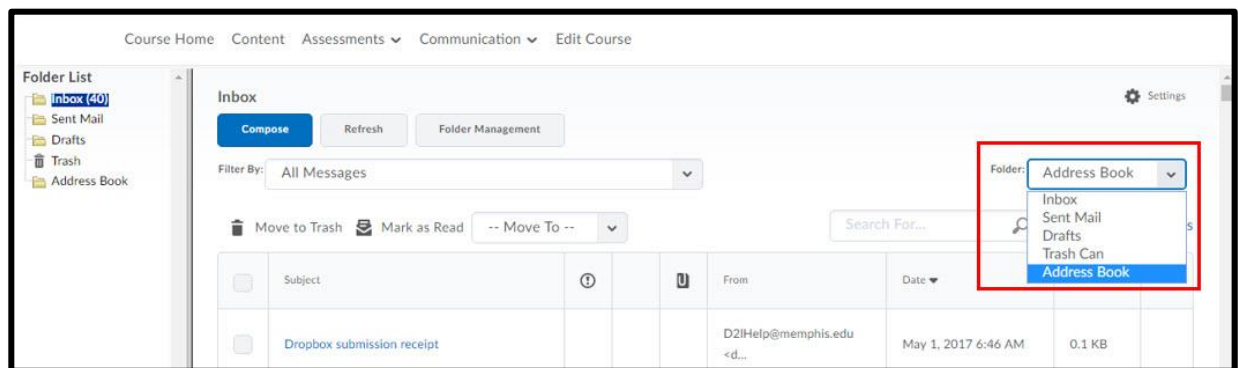 Course Home Content Assessments Communication Edit Course
Folder List
Inbox (40)
Sent Mail
Drafts
Trash
Address Book
Inbox
Settings
Compose Refresh Folder Management
Filter By: All Messages
Folder: Address Book
Inbox
Sent Mail
Drafts
Trash Can
Address Book
Move to Trash Mark as Read -- Move To --
Search For...
Subject From Date
Dropbox submission receipt
D2lHelp@memphis.edu
<d...
May 1, 2017 6:46 AM 0.1 KB